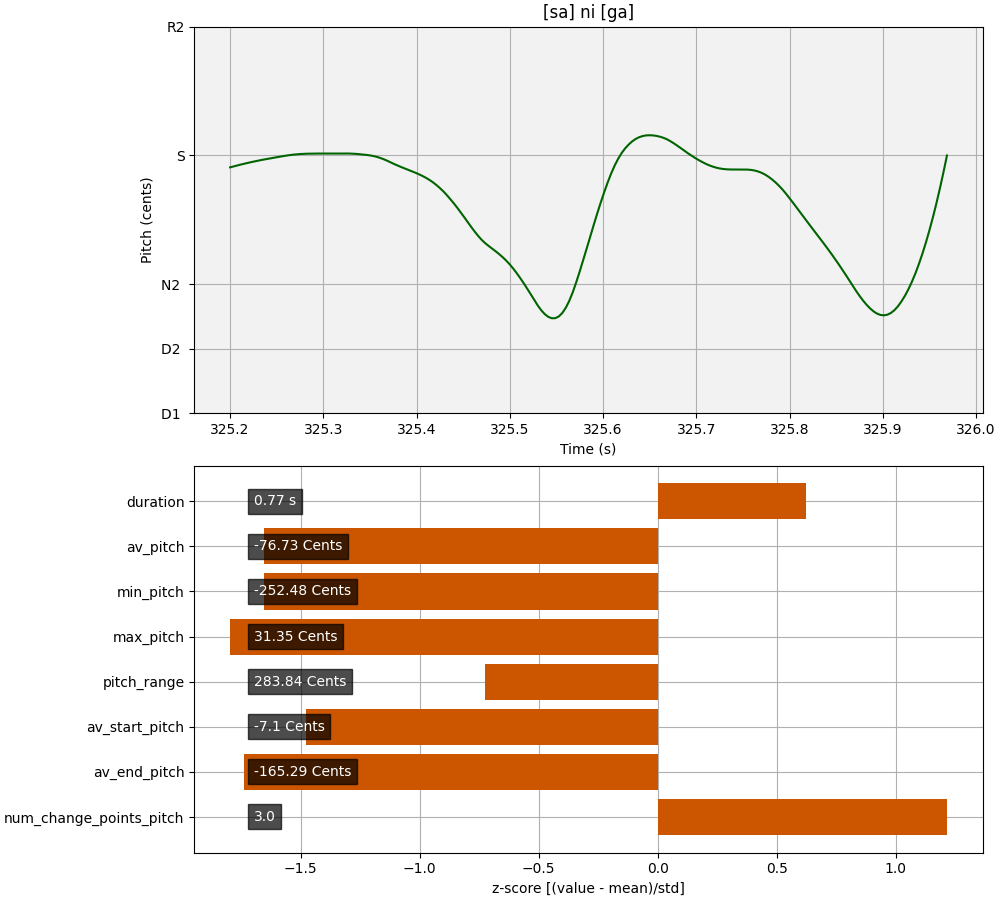 [sa] ni [ga]
R2
S
N2
D2
D1
Pitch (cents)
325.2 325.3 325.4 325.5 325.6 325.7 325.8 325.9 326.0
Time (s)
duration 0.77 s
av_pitch -76.73 Cents
min_pitch -252.48 Cents
max_pitch 31.35 Cents
pitch_range 283.84 Cents
av_start_pitch -7.1 Cents
av_end_pitch -165.29 Cents
num_change_points_pitch 3.0
−1.5 −1.0 −0.5 0.0 0.5 1.0
z-score [(value - mean)/std]